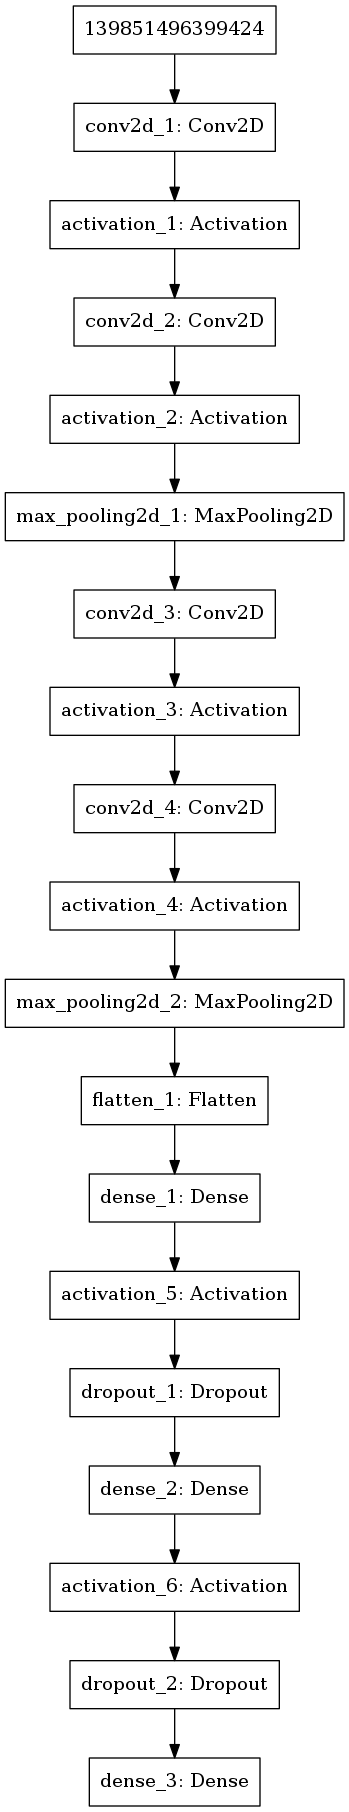 139851496399424
conv2d_1: Conv2D
activation_1: Activation
conv2d_2: Conv2D
activation_2: Activation
max_pooling2d_1: MaxPooling2D
conv2d_3: Conv2D
activation_3: Activation
conv2d_4: Conv2D
activation_4: Activation
max_pooling2d_2: MaxPooling2D
flatten_1: Flatten
dense_1: Dense
activation_5: Activation
dropout_1: Dropout
dense_2: Dense
activation_6: Activation
dropout_2: Dropout
dense_3: Dense